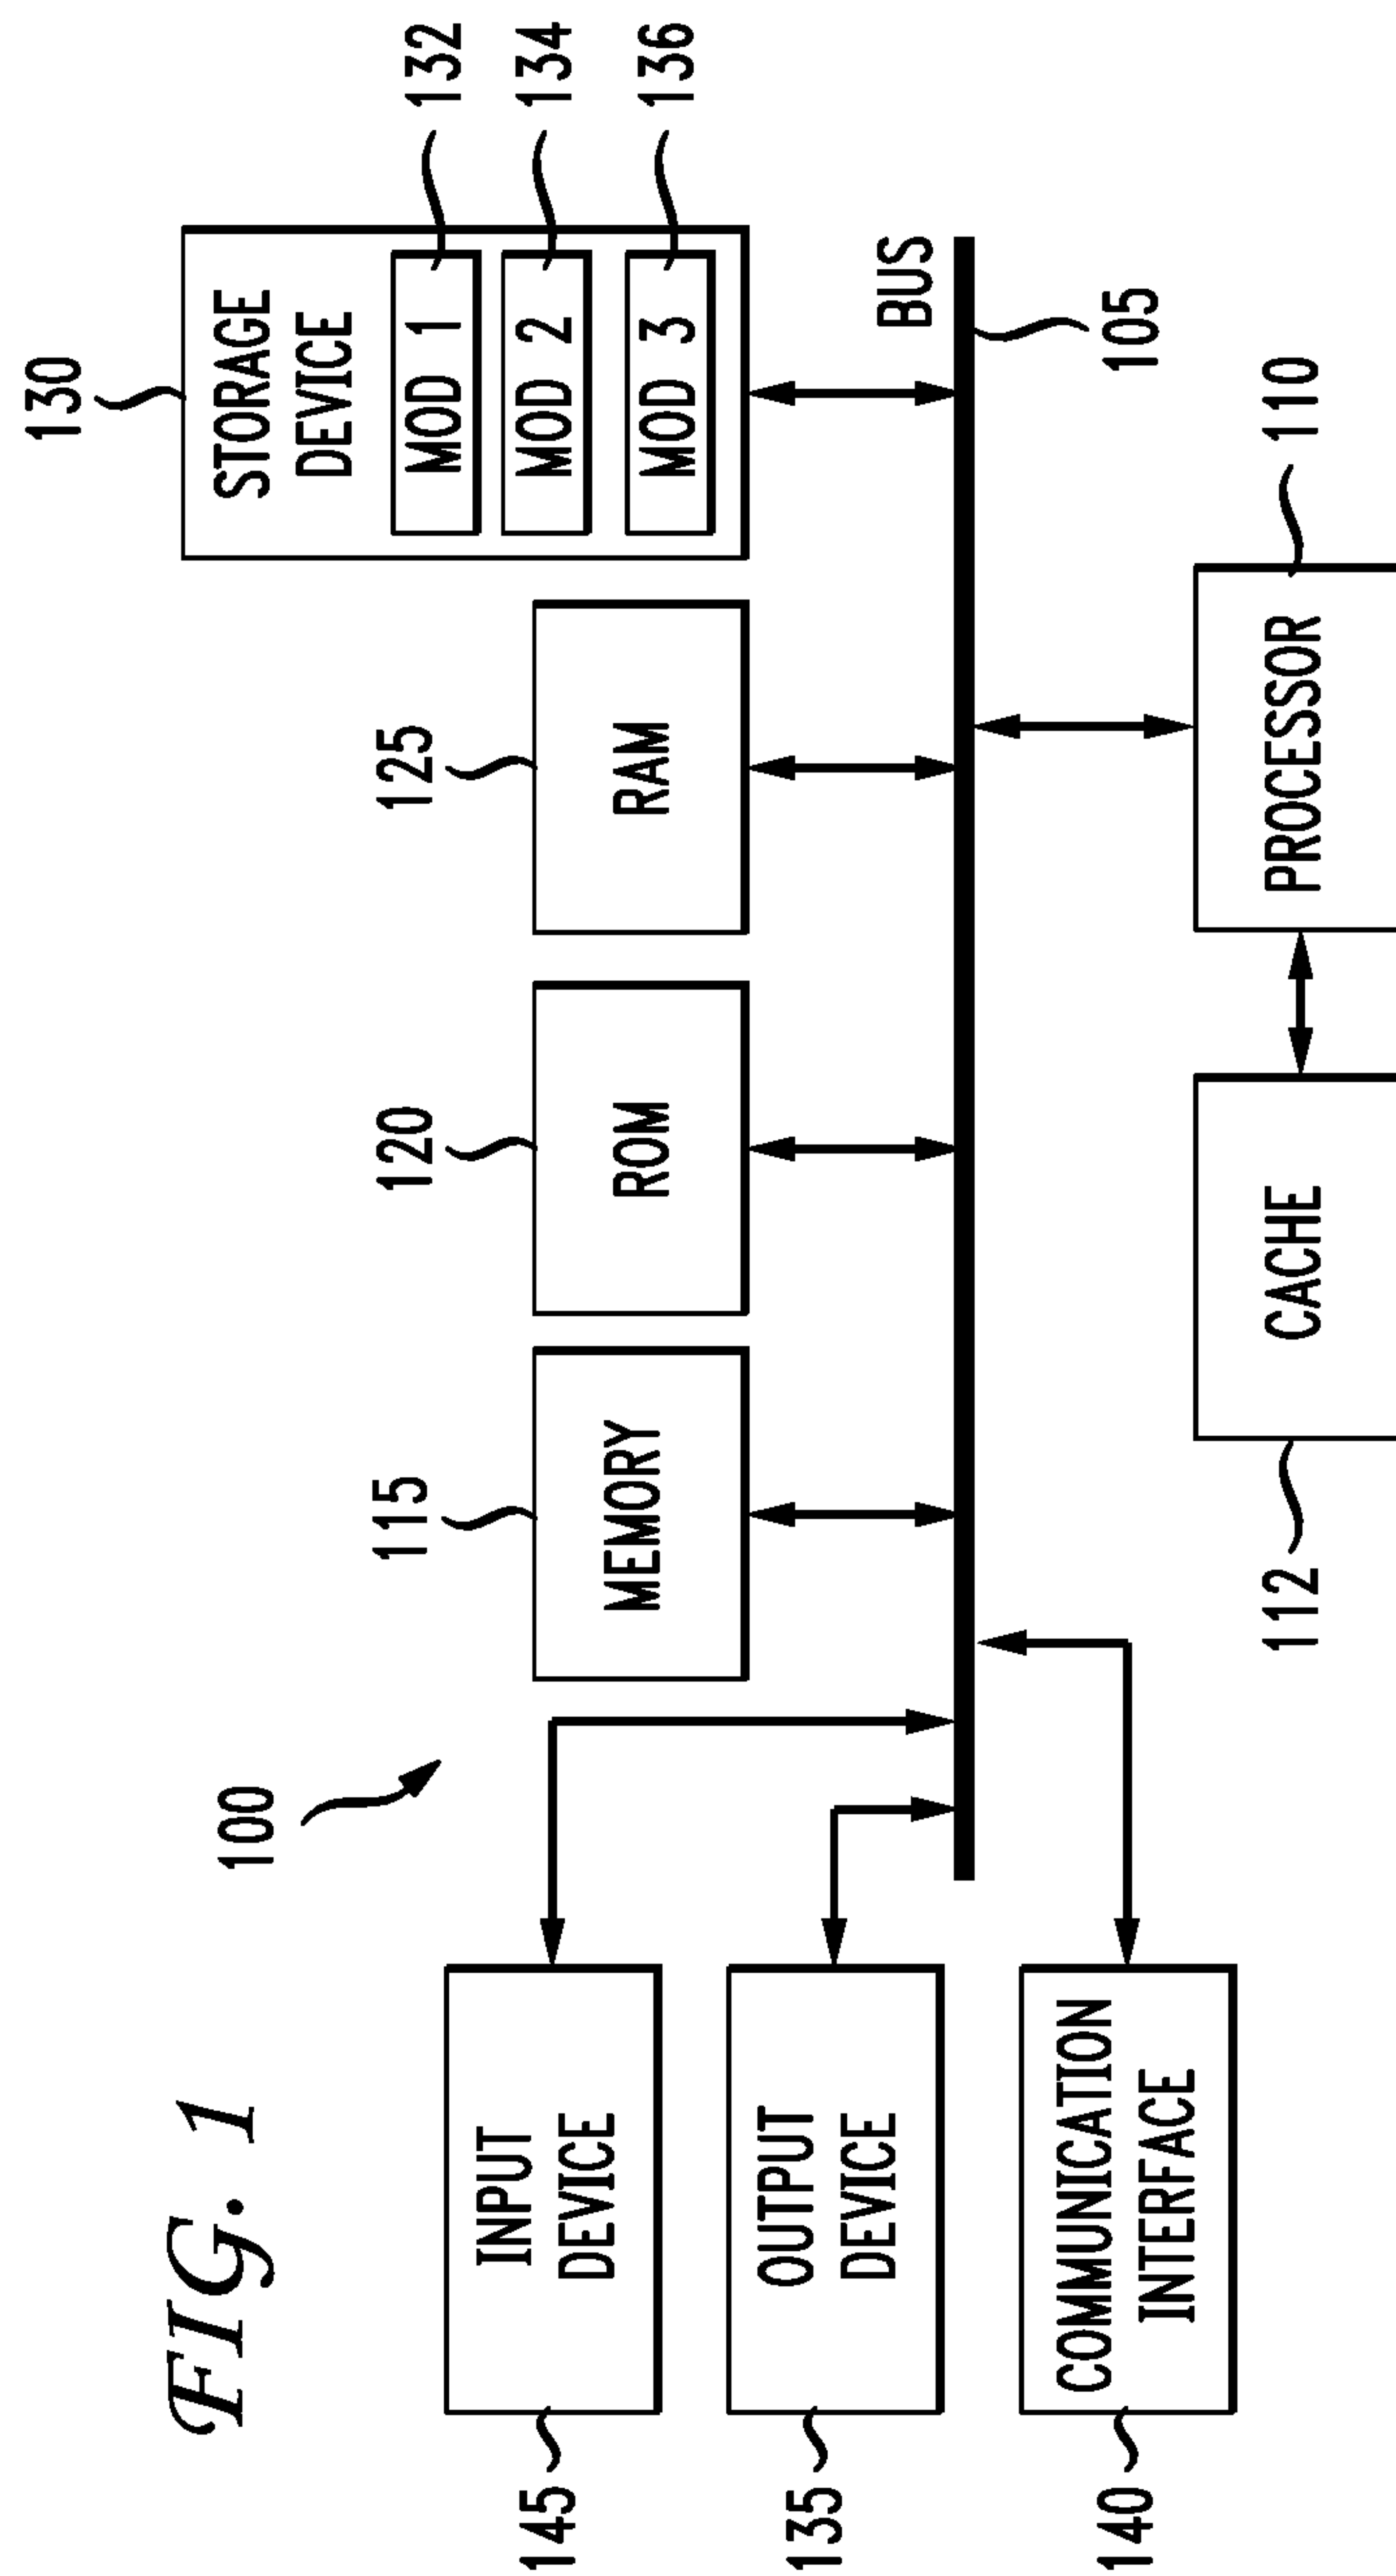 FIG. 1
100
130
STORAGE
DEVICE
MOD 1
132
MOD 2
134
MOD 3
136
115
120
125
MEMORY
ROM
RAM
145
INPUT
DEVICE
135
OUTPUT
DEVICE
140
COMMUNICATION
INTERFACE
BUS
105
112
CACHE
PROCESSOR
110